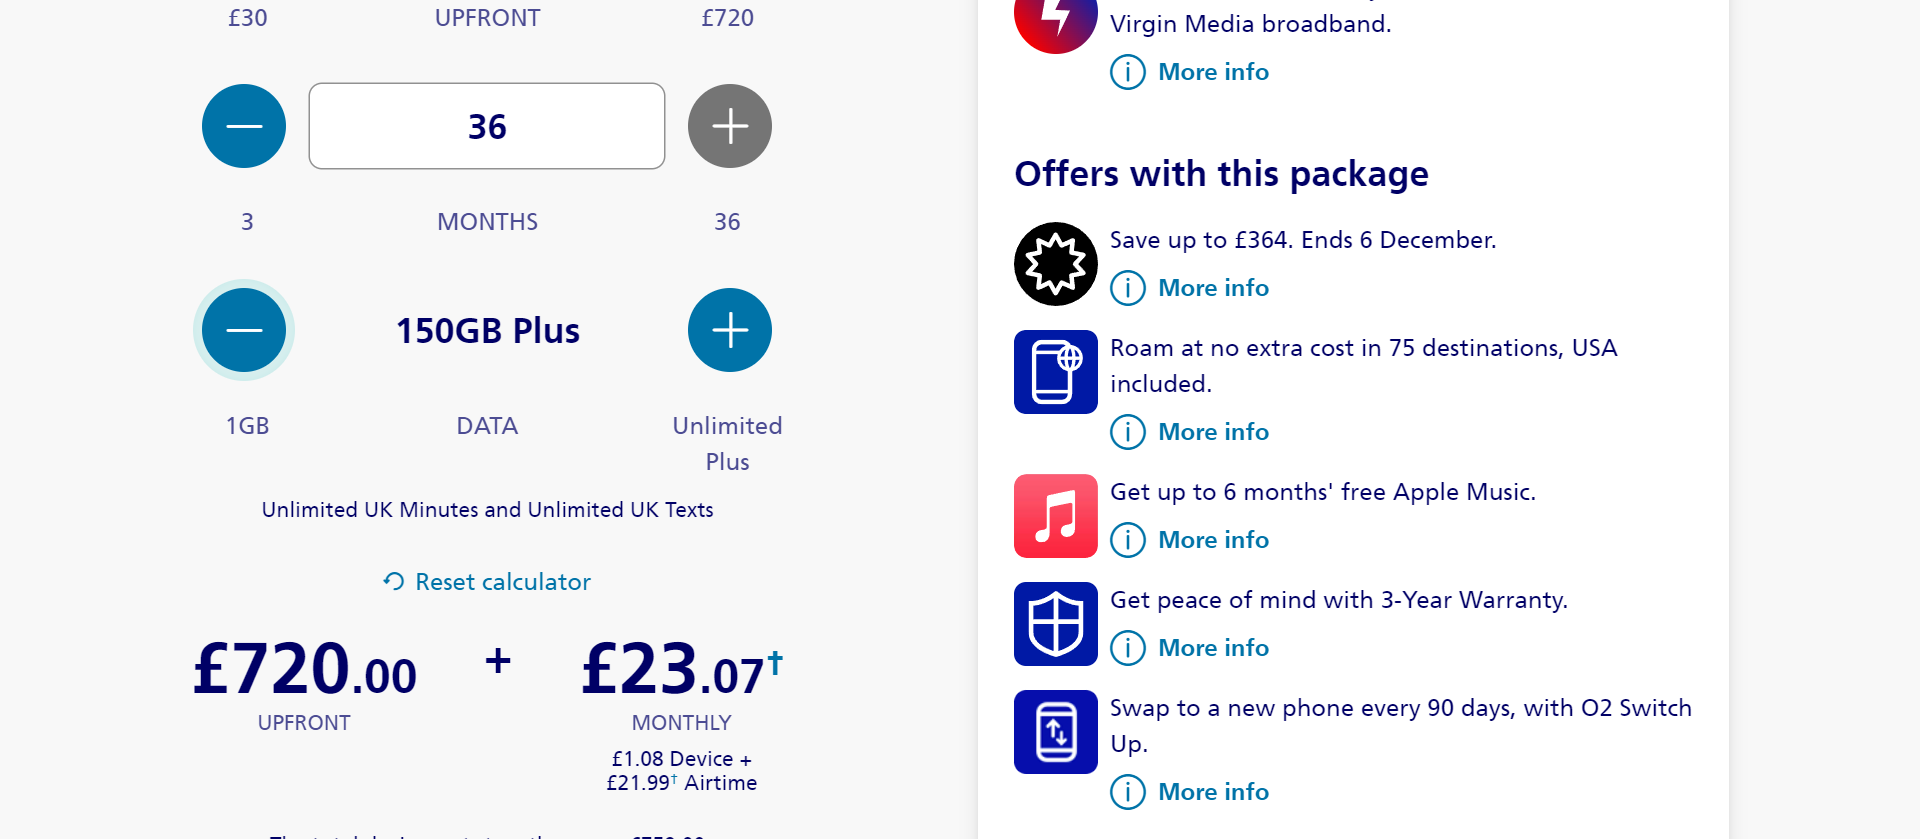 £30 UPFRONT £720
36
3 MONTHS 36
150GB Plus
1GB DATA Unlimited
Plus
Unlimited UK Minutes and Unlimited UK Texts
Reset calculator
£720.00 + £23.07†
UPFRONT MONTHLY
£1.08 Device +
£21.99† Airtime
Virgin Media broadband.
More info
Offers with this package
Save up to £364. Ends 6 December.
More info
Roam at no extra cost in 75 destinations, USA
included.
More info
Get up to 6 months' free Apple Music.
More info
Get peace of mind with 3-Year Warranty.
More info
Swap to a new phone every 90 days, with O2 Switch
Up.
More info